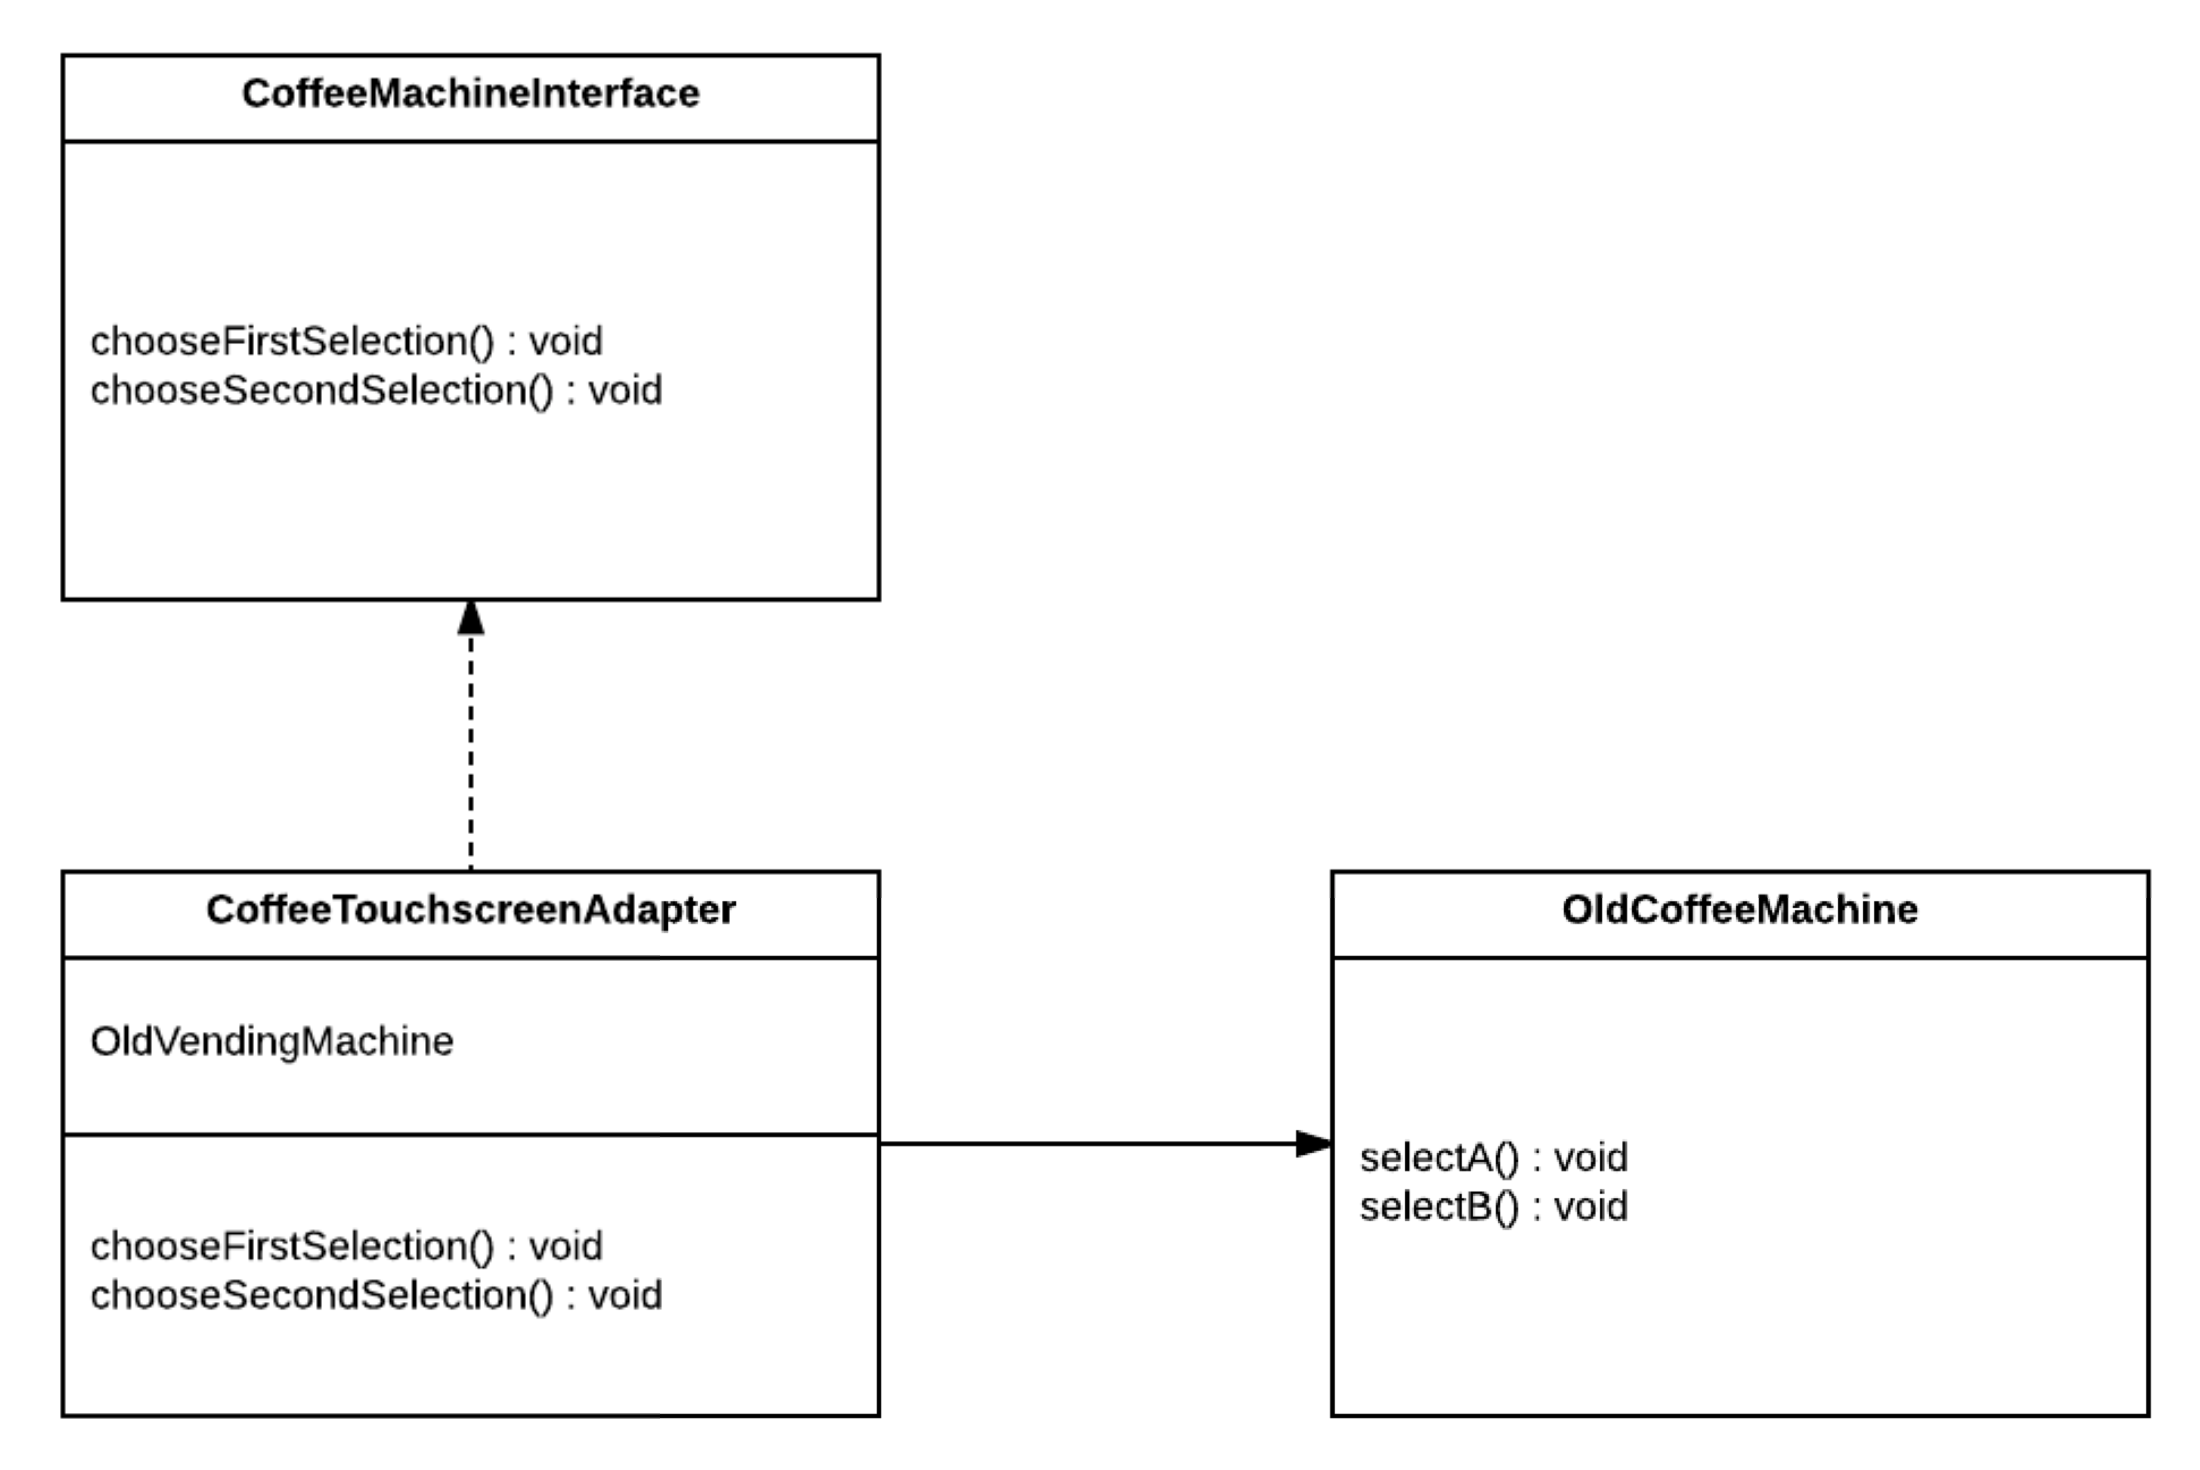 CoffeeMachineInterface
chooseFirstSelection() : void
chooseSecondSelection() : void
CoffeeTouchscreenAdapter
OldVendingMachine
chooseFirstSelection() : void
chooseSecondSelection() : void
OldCoffeeMachine
selectA() : void
selectB() : void